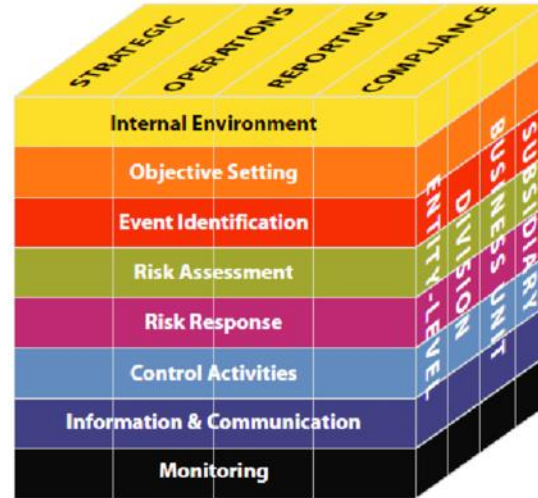 STRATEGIC
OPERATIONS
REPORTING
COMPLIANCE
Internal Environment
Objective Setting
Event Identification
Risk Assessment
Risk Response
Control Activities
Information & Communication
Monitoring
ENTITY-LEVEL
DIVISION
BUSINESS UNIT
SUBSIDIARY